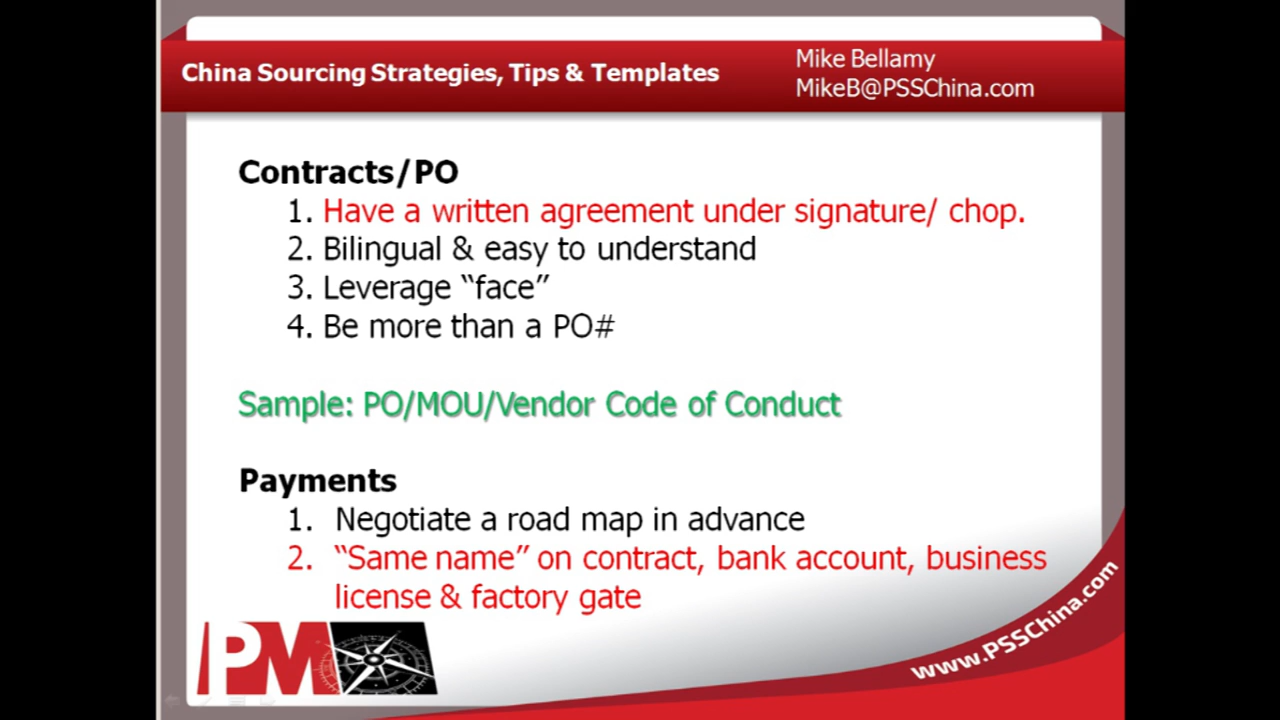 China Sourcing Strategies, Tips & Templates
Mike Bellamy
MikeB@PSSChina.com
Contracts/PO
1. Have a written agreement under signature/ chop.
2. Bilingual & easy to understand
3. Leverage “face”
4. Be more than a PO#
Sample: PO/MOU/Vendor Code of Conduct
Payments
1. Negotiate a road map in advance
2. “Same name” on contract, bank account, business
license & factory gate
PM
www.PSSChina.com